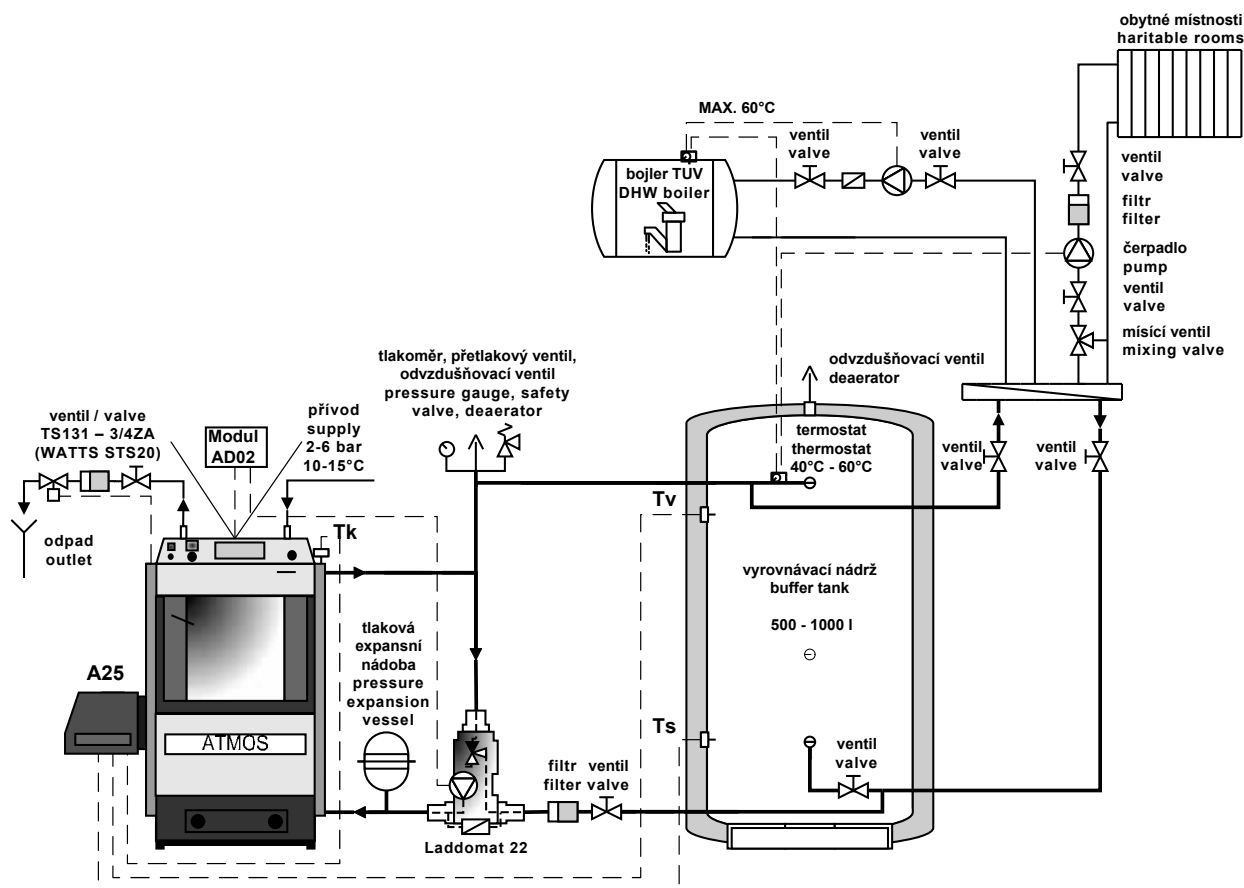 obytné místnosti
haritable rooms
MAX. 60°C
ventil
valve
ventil
valve
bojler TUV
DHW boiler
ventil
valve
filtr
filter
čerpadlo
pump
ventil
valve
mísící ventil
mixing valve
tlakoměr, přetlakový ventil,
odvzdušňovací ventil
pressure gauge, safety
valve, deaerator
odvzdušňovací ventil
deaerator
ventil / valve
TS131 – 3/4ZA
(WATTS STS20)
Modul
AD02
přívod
supply
2-6 bar
10-15°C
termostat
thermostat
40°C - 60°C
ventil
valve
ventil
valve
odpad
outlet
Tk
Tv
vyrovnávací nádrž
buffer tank
500 - 1000 l
tlaková
expansní
nádoba
pressure
expansion
vessel
A25
ATMOS
Ts
filtr
filter
ventil
valve
ventil
valve
Laddomat 22